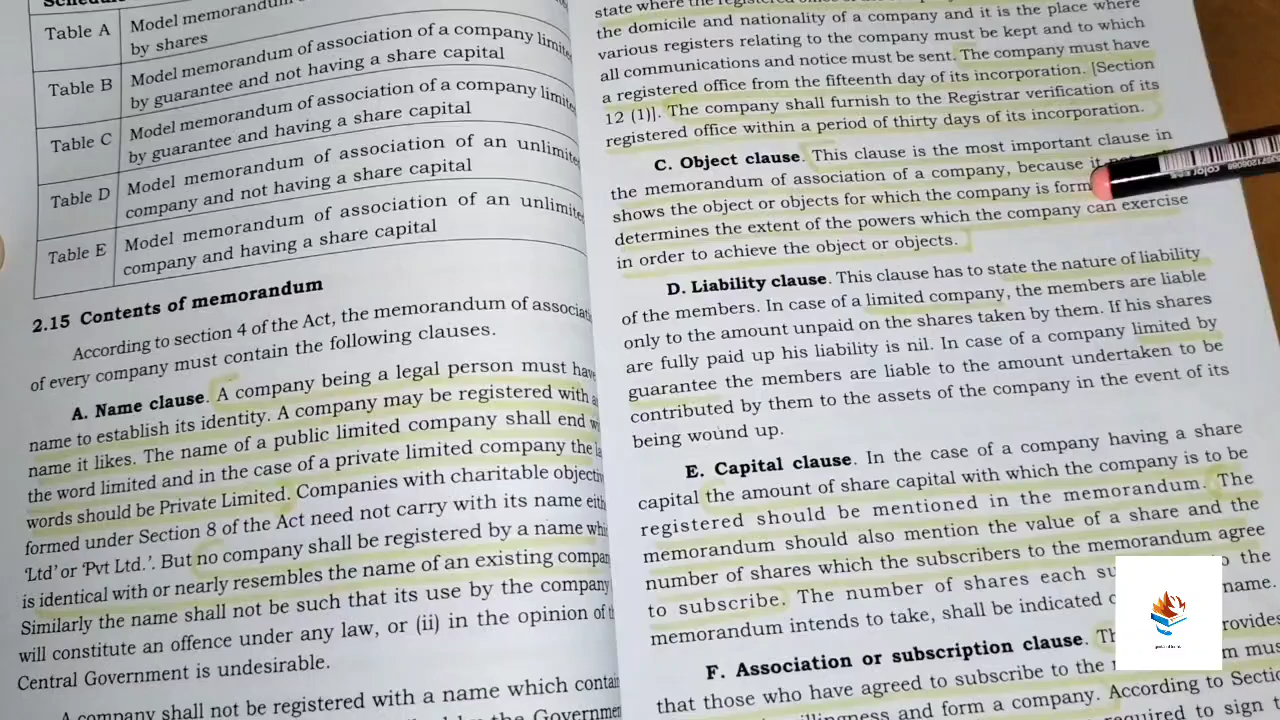 Table A
Model memorandum
by shares
Table B
Model memorandum of association of a company
by guarantee and not having a share capital
Table C
Model memorandum of association of a company
by guarantee and having a share capital
Table D
Model memorandum of association of an
company and not having a share capital
Table E
Model memorandum of association of an
company and having a share capital
2.15 Contents of memorandum
According to section 4 of the Act, the memorandum of
of every company must contain the following clauses.
A. Name clause. A company being a legal person must
name to establish its identity. A company may be registered with
name it likes. The name of a public limited company shall end
the word limited and in the case of a private limited company the
words should be Private Limited. Companies with charitable
formed under Section 8 of the Act need not carry with its name
'Ltd' or 'Pvt Ltd.'. But no company shall be registered by a name
is identical with or nearly resembles the name of an existing
Similarly the name shall not be such that its use by the company
will constitute an offence under any law, or (ii) in the opinion of
Central Government is undesirable.
A company shall not be registered with a name which
state where the registered
the domicile and nationality of a company and it is the place where
various registers relating to the company must be kept and to which
all communications and notice must be sent. The company must have
a registered office from the fifteenth day of its incorporation. [Section
12 (1)]. The company shall furnish to the Registrar verification of its
registered office within a period of thirty days of its incorporation.
C. Object clause. This clause is the most important clause in
the memorandum of association of a company, because it
shows the object or objects for which the company is
determines the extent of the powers which the company can exercise
in order to achieve the object or objects.
D. Liability clause. This clause has to state the nature of liability
of the members. In case of a limited company, the members are liable
only to the amount unpaid on the shares taken by them. If his shares
are fully paid up his liability is nil. In case of a company limited by
guarantee the members are liable to the amount undertaken to be
contributed by them to the assets of the company in the event of its
being wound up.
E. Capital clause. In the case of a company having a share
capital the amount of share capital with which the company is to be
registered should be mentioned in the memorandum. The
memorandum should also mention the value of a share and the
number of shares which the subscribers to the memorandum agree
to subscribe. The number of shares each the
memorandum intends to take, shall be indicated name.
F. Association or subscription clause.
that those who have agreed to subscribe to the
and form a company. According to
required to sign